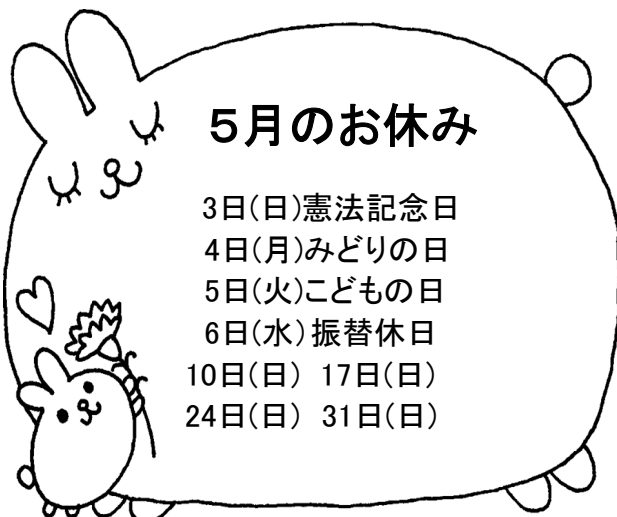 ５月のお休み
3日(日)憲法記念日
4日(月)みどりの日
5日(火)こどもの日
6日(水)振替休日
10日(日) 17日(日)
24日(日) 31日(日)